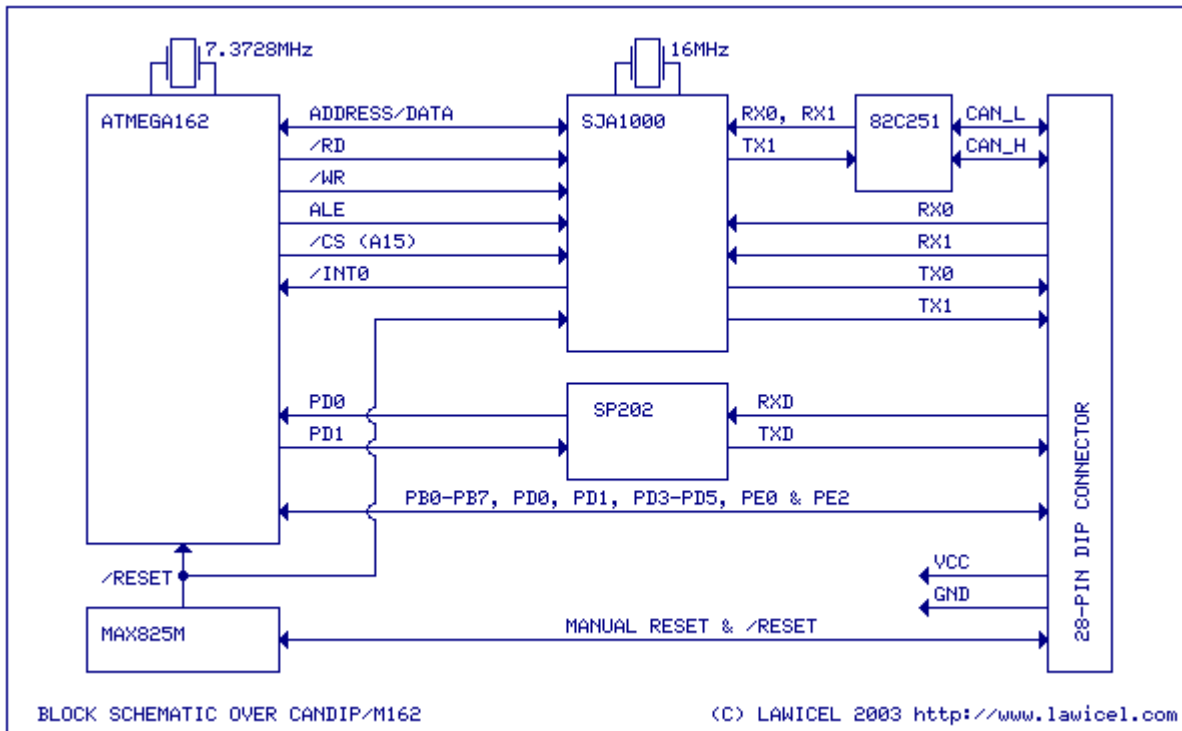 7.3728MHz
16MHz
ATMEGA162
ADDRESS/DATA
/RD
/WR
ALE
/CS (A15)
/INT0
SJA1000
RX0, RX1
TX1
82C251
CAN_L
CAN_H
RX0
RX1
TX0
TX1
PD0
PD1
SP202
RXD
TXD
PB0-PB7, PD0, PD1, PD3-PD5, PE0 & PE2
28-PIN DIP CONNECTOR
VCC
GND
/RESET
MAX825M
MANUAL RESET & /RESET
BLOCK SCHEMATIC OVER CANDIP/M162
(C) LAWICEL 2003 http://www.lawicel.com